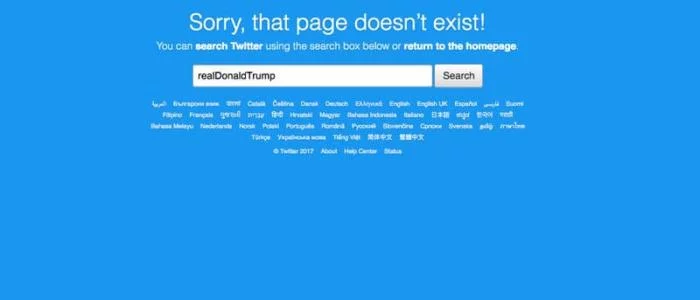 Sorry, that page doesn't exist!
You can search Twitter using the search box below or return to the homepage.
realDonaldTrump Search
العربية Български език বাংলা Català Čeština Dansk Deutsch Ελληνικά English English UK Español فارسی Suomi
Filipino Français ગુજરાતી עברית हिन्दी Hrvatski Magyar Bahasa Indonesia Italiano 日本語 ಕನ್ನಡ 한국어 मराठी
Bahasa Melayu Nederlands Norsk Polski Português Română Русский Slovenčina Српски Svenska தமிழ் ภาษาไทย
Türkçe Українська мова Tiếng Việt 简体中文 繁體中文
© Twitter 2017 About Help Center Status